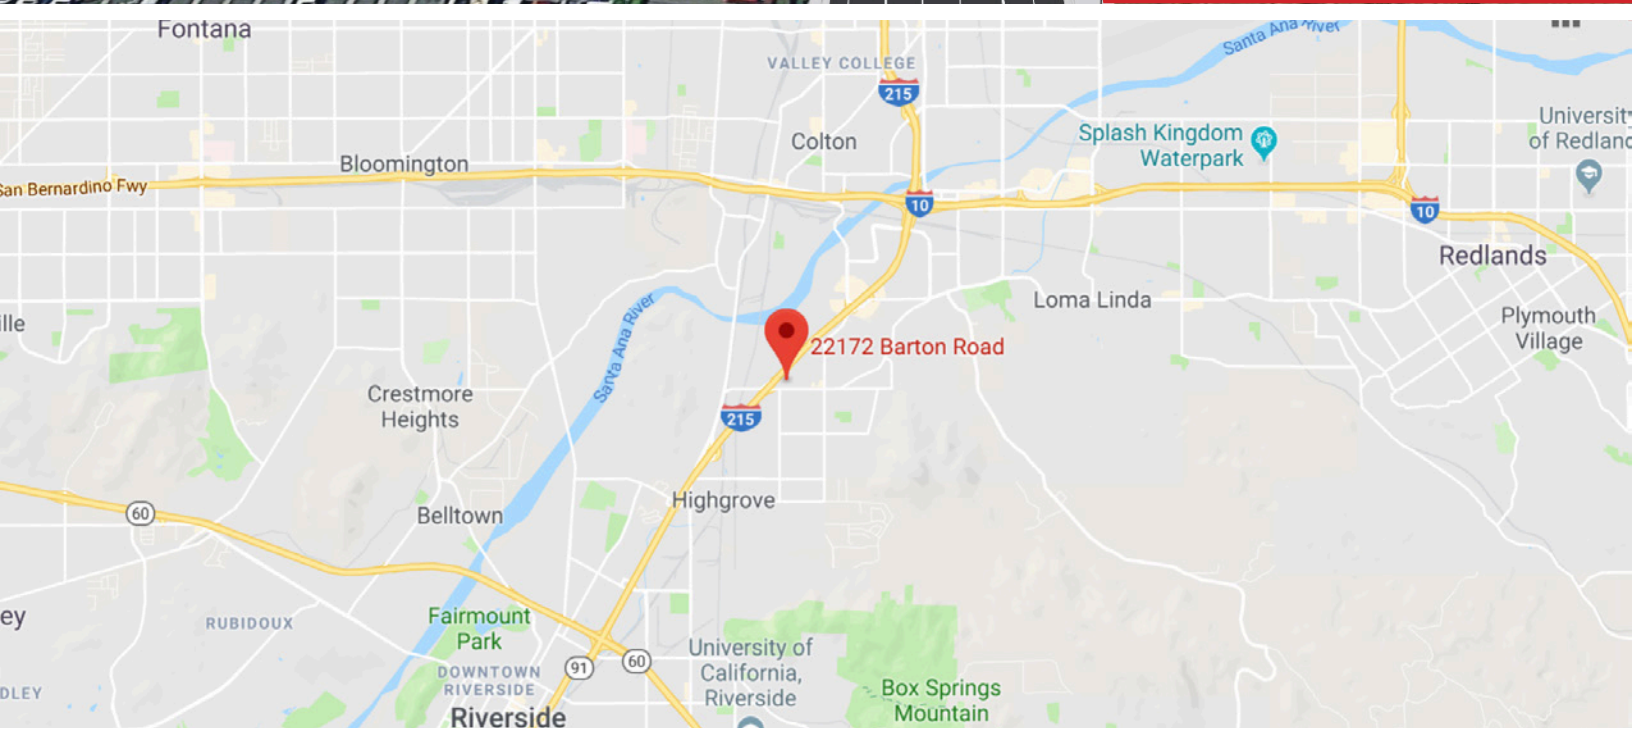 Fontana
Santa Ana River
VALLEY COLLEGE
215
Splash Kingdom
Waterpark
Colton
Bloomington
San Bernardino Fwy
10
10
Redlands
Loma Linda
Plymouth
Village
Santa Ana River
22172 Barton Road
Crestmore
Heights
215
Highgrove
60
Belltown
RUBIDOUX
Fairmount
Park
University of
California,
Riverside
91
60
DOWNTOWN
RIVERSIDE
Box Springs
Mountain
Riverside
University
of Redlan
ille
ey
DLEY